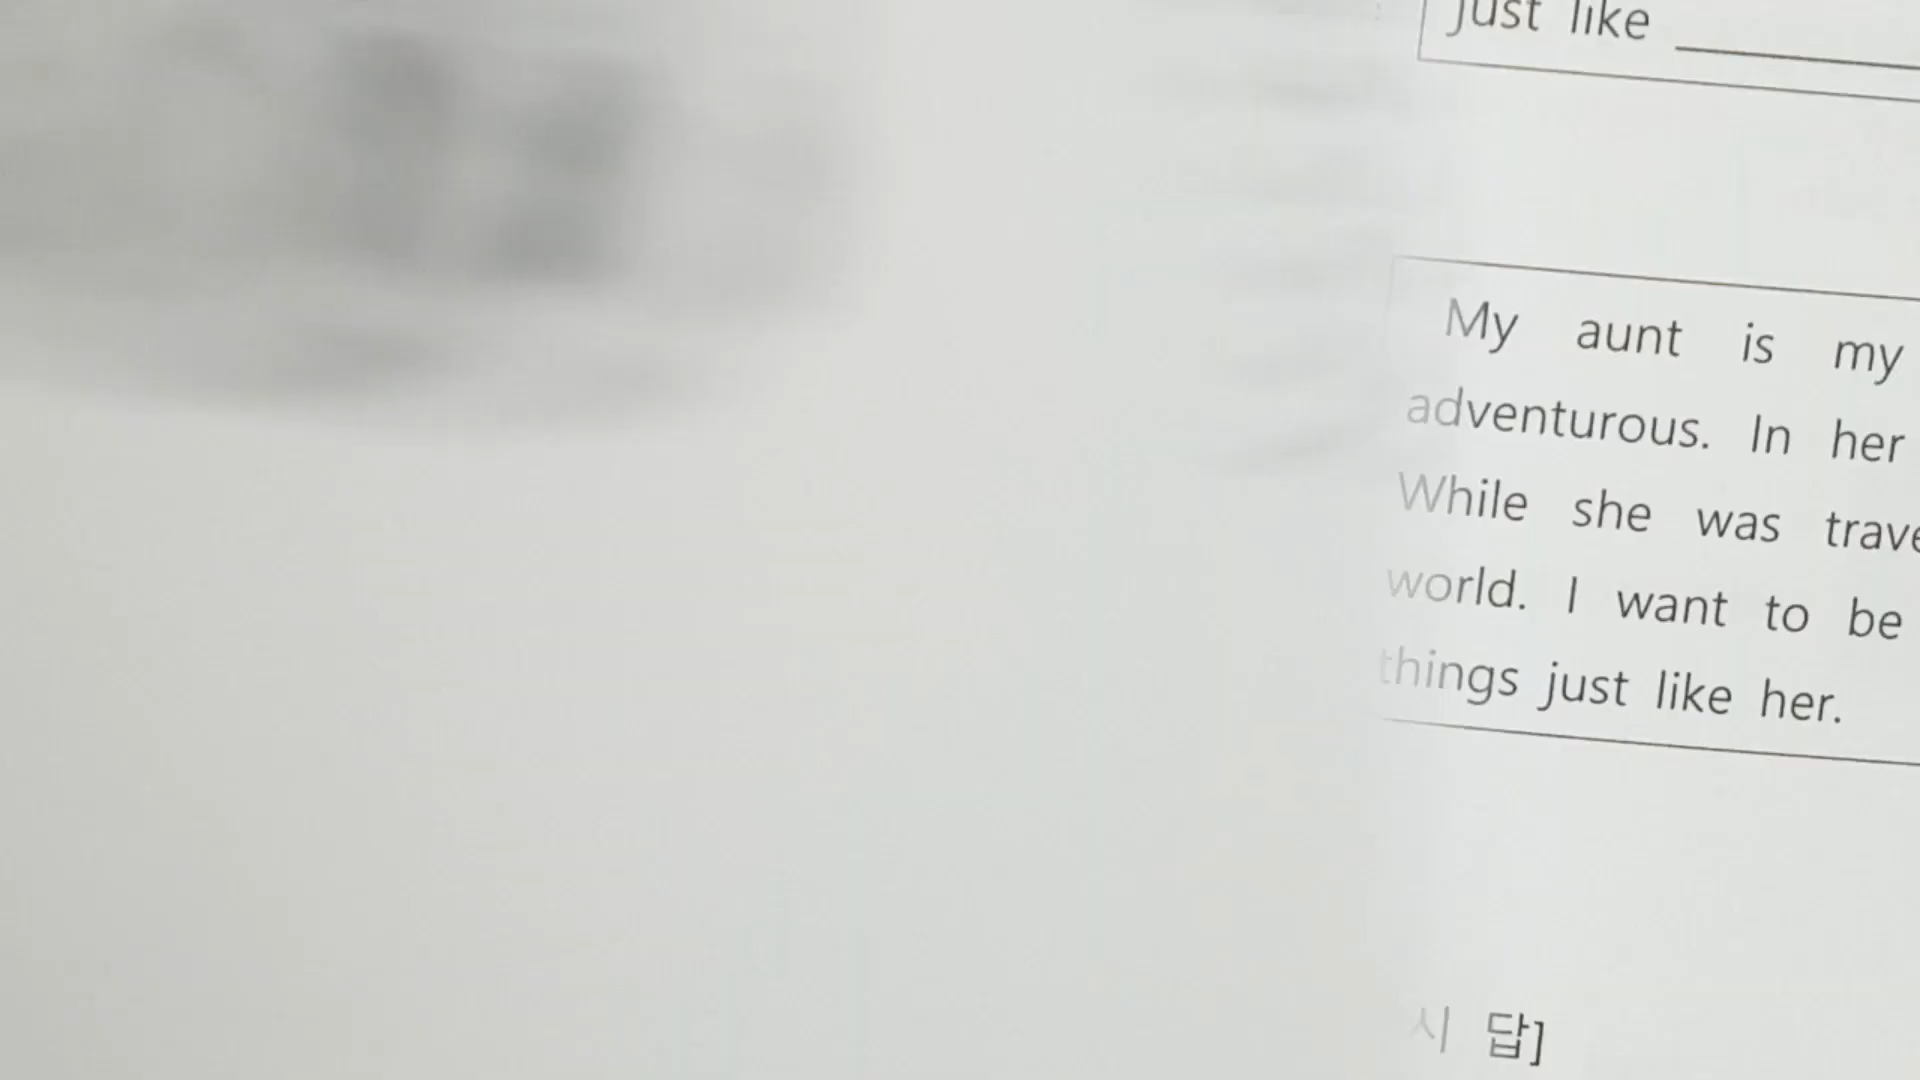 just like
My aunt is my
adventurous. In her
While she was
world. I want to be
things just like her.
시 답]